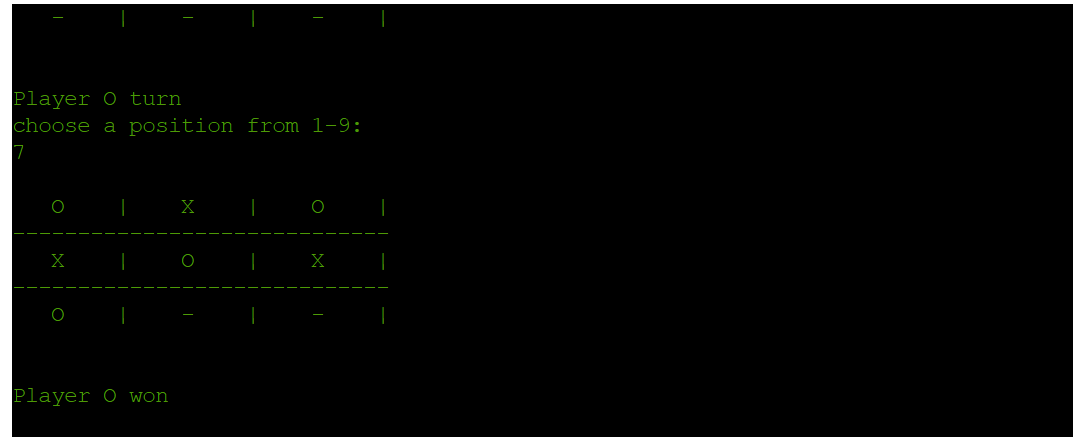 -    |    -    |    -    |
Player O turn
choose a position from 1-9:
7
O    |    X    |    O    |
-----------------------------
X    |    O    |    X    |
-----------------------------
O    |    -    |    -    |
Player O won